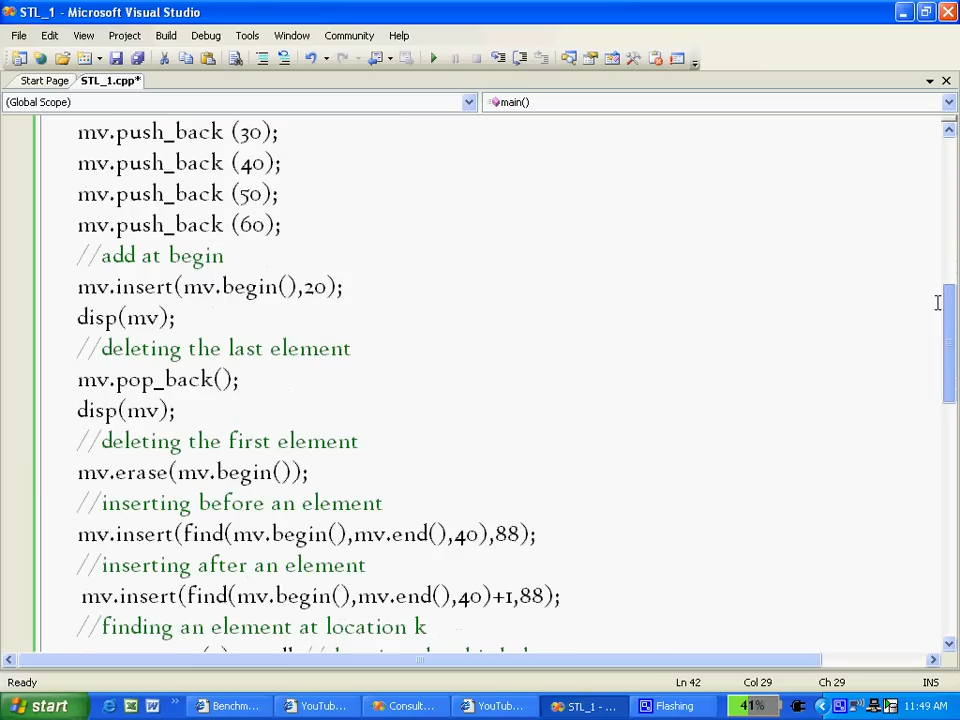 STL_1 - Microsoft Visual Studio
File Edit View Project Build Debug Tools Window Community Help
Start Page STL_1.cpp*
(Global Scope) main()
mv.push_back (30);
mv.push_back (40);
mv.push_back (50);
mv.push_back (60);
//add at begin
mv.insert(mv.begin(),20);
disp(mv);
//deleting the last element
mv.pop_back();
disp(mv);
//deleting the first element
mv.erase(mv.begin());
//inserting before an element
mv.insert(find(mv.begin(),mv.end(),40),88);
//inserting after an element
mv.insert(find(mv.begin(),mv.end(),40)+1,88);
//finding an element at location k
Ready Ln 42 Col 29 Ch 29 INS
start Benchm... YouTub... Consult... YouTub... STL_1 - ... Flashing 41% 11:49 AM